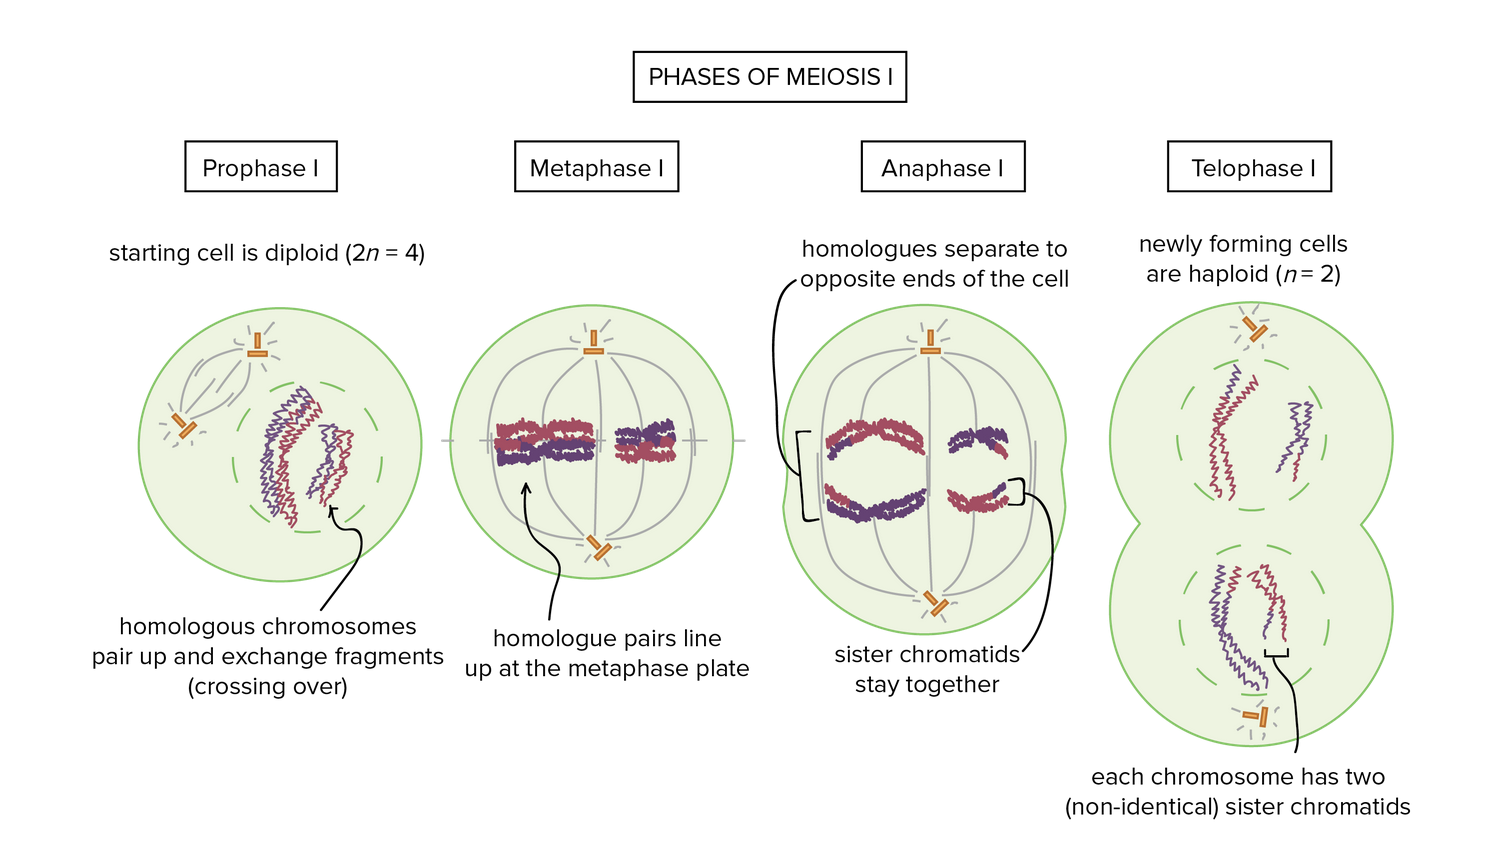 PHASES OF MEIOSIS I
Prophase I
Metaphase I
Anaphase I
Telophase I
starting cell is diploid (2n = 4)
homologues separate to
opposite ends of the cell
newly forming cells
are haploid (n = 2)
homologous chromosomes
pair up and exchange fragments
(crossing over)
homologue pairs line
up at the metaphase plate
sister chromatids
stay together
each chromosome has two
(non-identical) sister chromatids